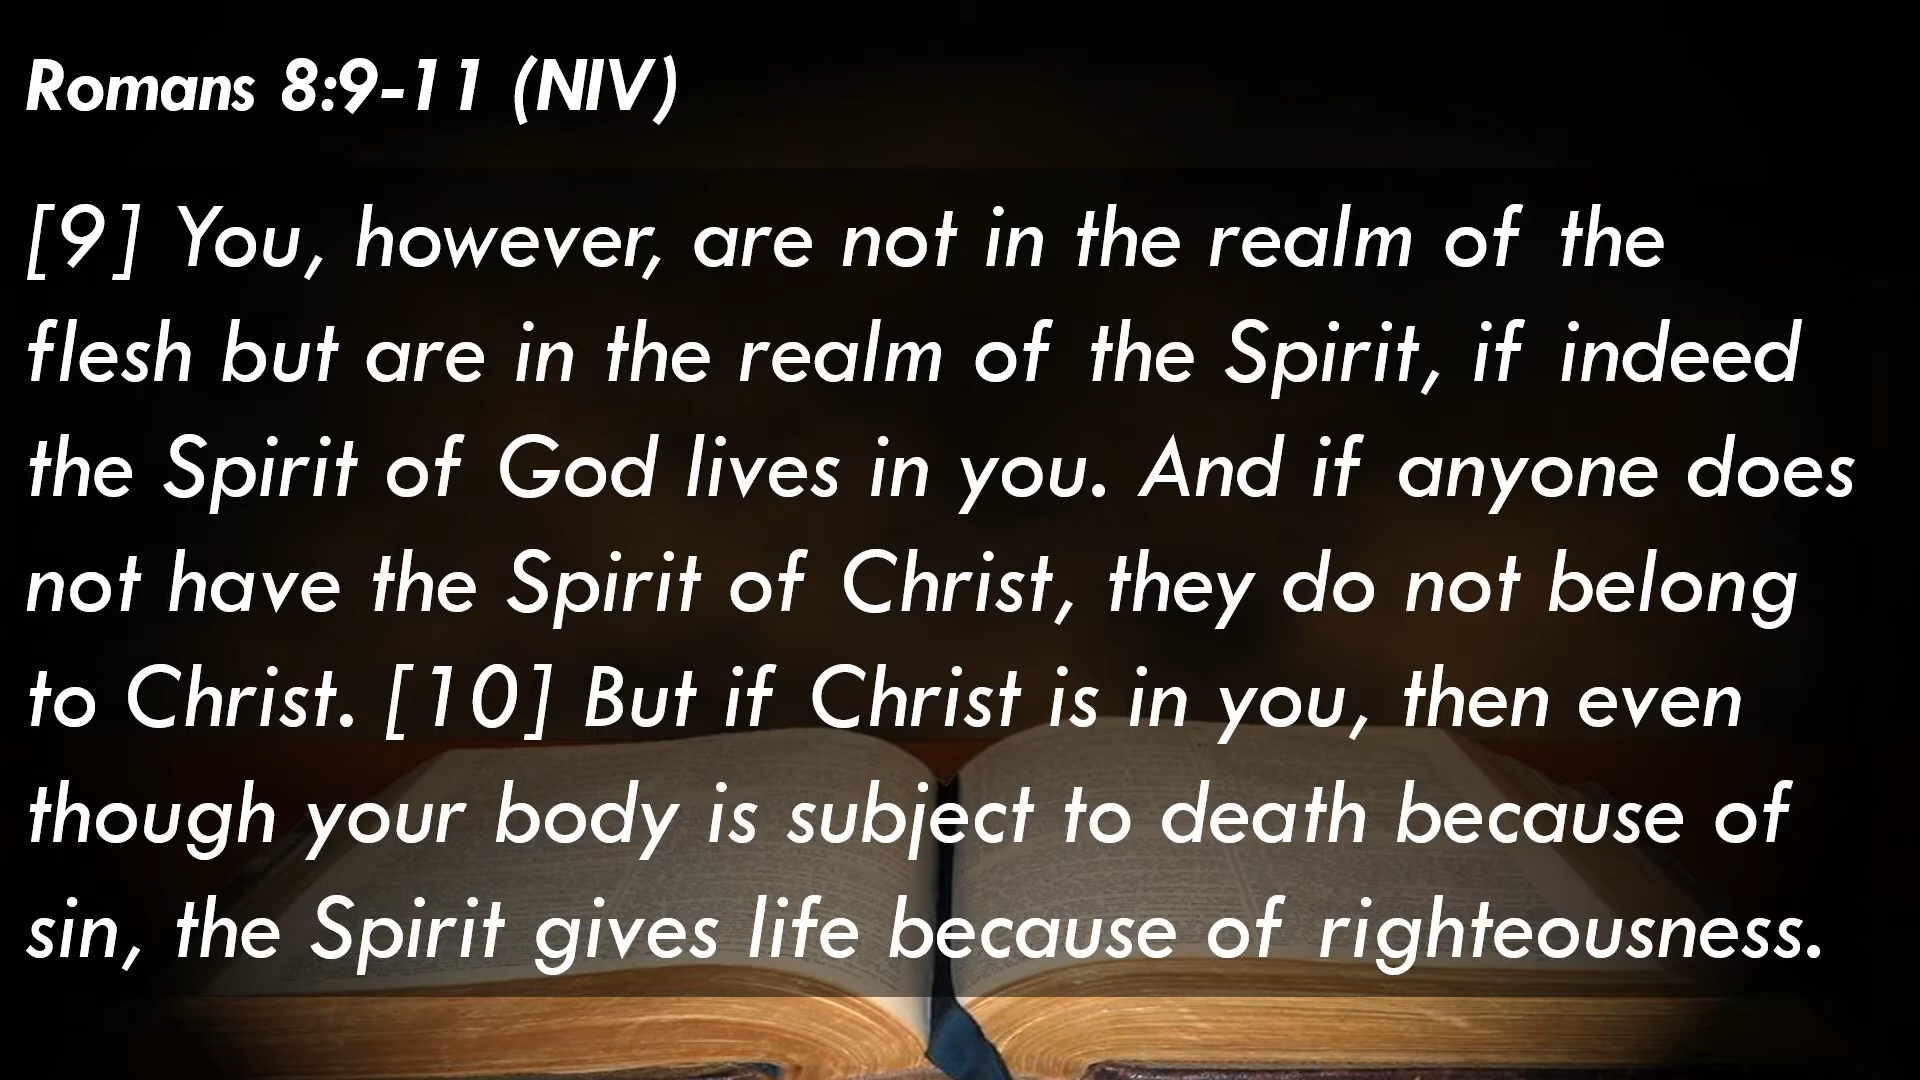 Romans 8:9-11 (NIV)
[9] You, however, are not in the realm of the
flesh but are in the realm of the Spirit, if indeed
the Spirit of God lives in you. And if anyone does
not have the Spirit of Christ, they do not belong
to Christ. [10] But if Christ is in you, then even
though your body is subject to death because of
sin, the Spirit gives life because of righteousness.